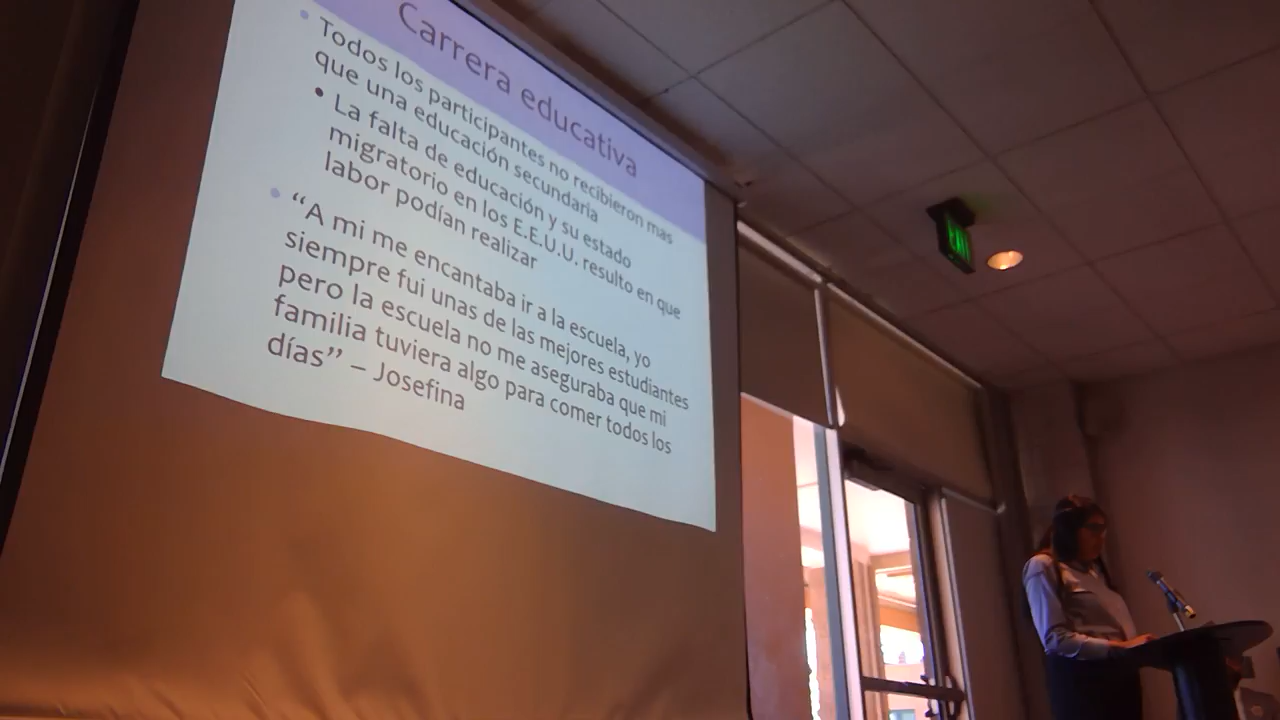 Carrera educativa
• Todos los participantes no recibieron mas
que una educación secundaria
• La falta de educación y su estado
migratorio en los E.E.U.U. resulto en que
labor podían realizar
• “A mi me encantaba ir a la escuela, yo
siempre fui unas de las mejores estudiantes
pero la escuela no me aseguraba que mi
familia tuviera algo para comer todos los
días” – Josefina